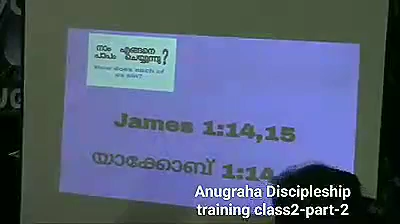 നാം എങ്ങനെ
പാപം ചെയ്യുന്നു?
James 1:14,15
യാക്കോബ് 1:14
Anugraha Discipleship
training class2-part-2